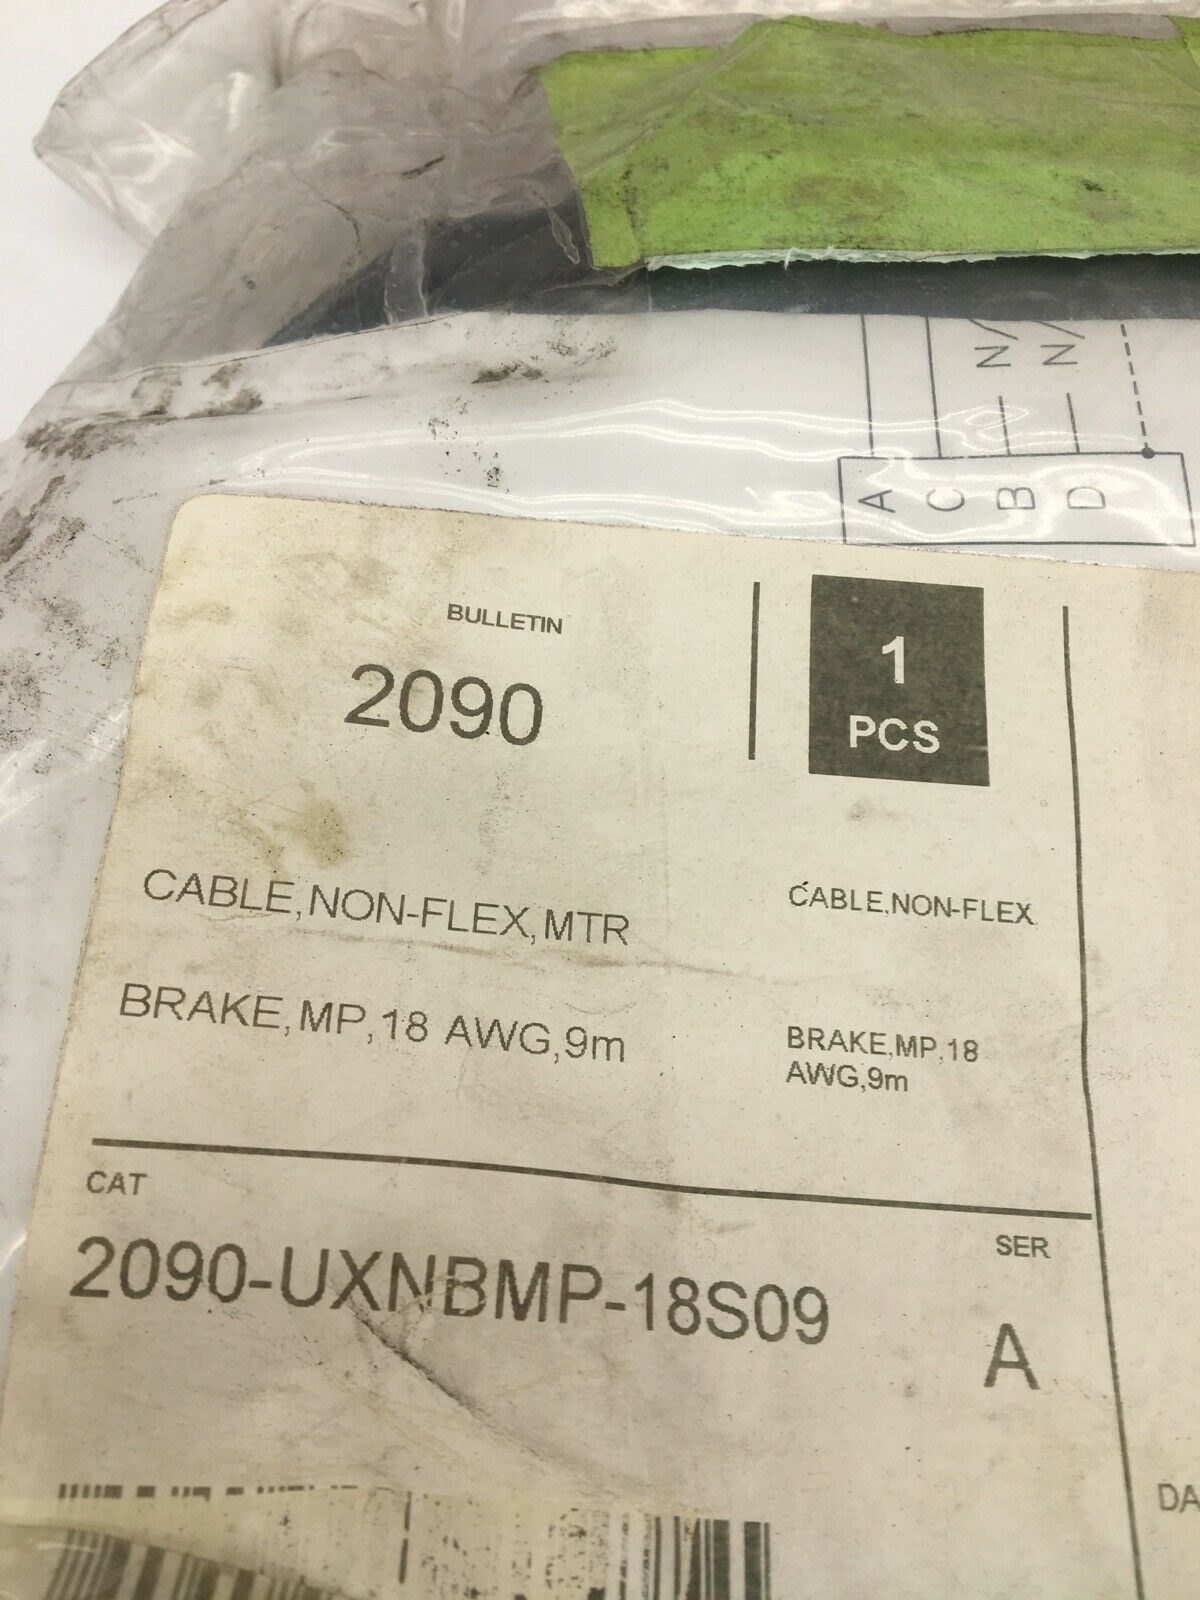 N/
N/
A C B D
BULLETIN
2090
1
PCS
CABLE,NON-FLEX,MTR
BRAKE,MP,18 AWG,9m
CABLE,NON-FLEX
BRAKE,MP,18
AWG,9m
CAT
2090-UXNBMP-18S09
SER
A
DA